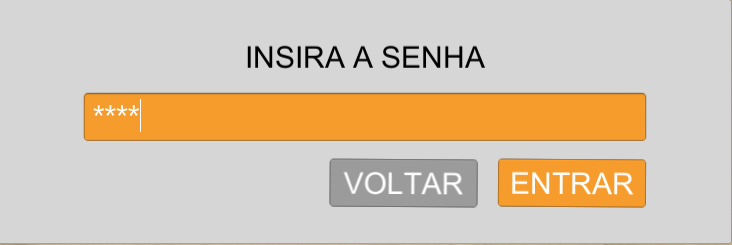 INSIRA A SENHA
****
VOLTAR ENTRAR